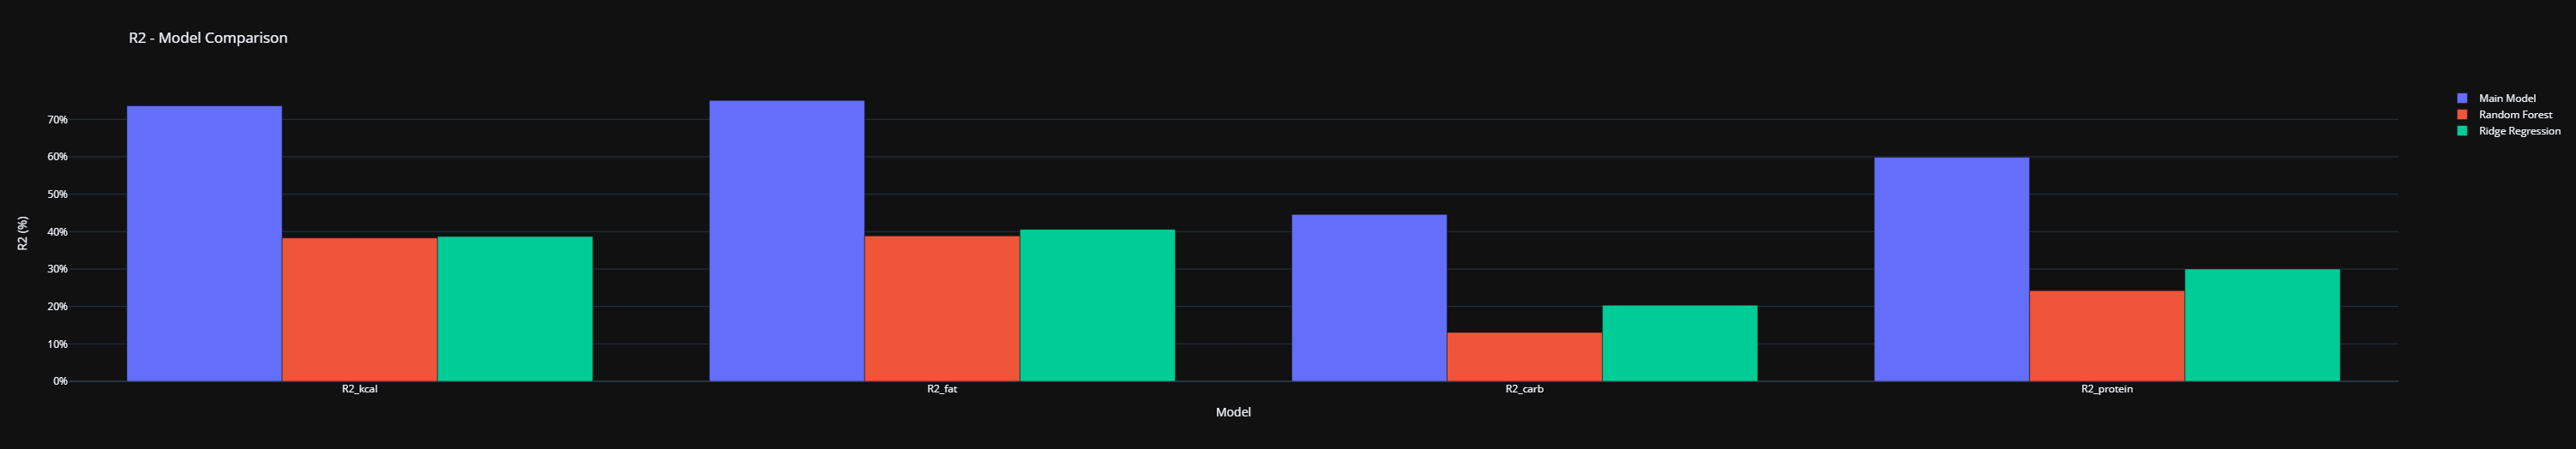 R2 - Model Comparison
Main Model
Random Forest
Ridge Regression
R2 (%)
70%
60%
50%
40%
30%
20%
10%
0%
R2_kcal
R2_fat
R2_carb
R2_protein
Model